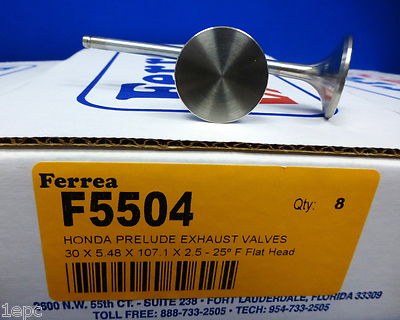 Ferrea
F5504
Qty: 8
HONDA PRELUDE EXHAUST VALVES
30 X 5.48 X 107.1 X 2.5 - 25° F Flat Head
2600 N.W. 55th CT. - SUITE 238 • FORT LAUDERDALE, FLORIDA 33309
TOLL FREE: 888-733-2505 • TECH: 954-733-2505
1epc